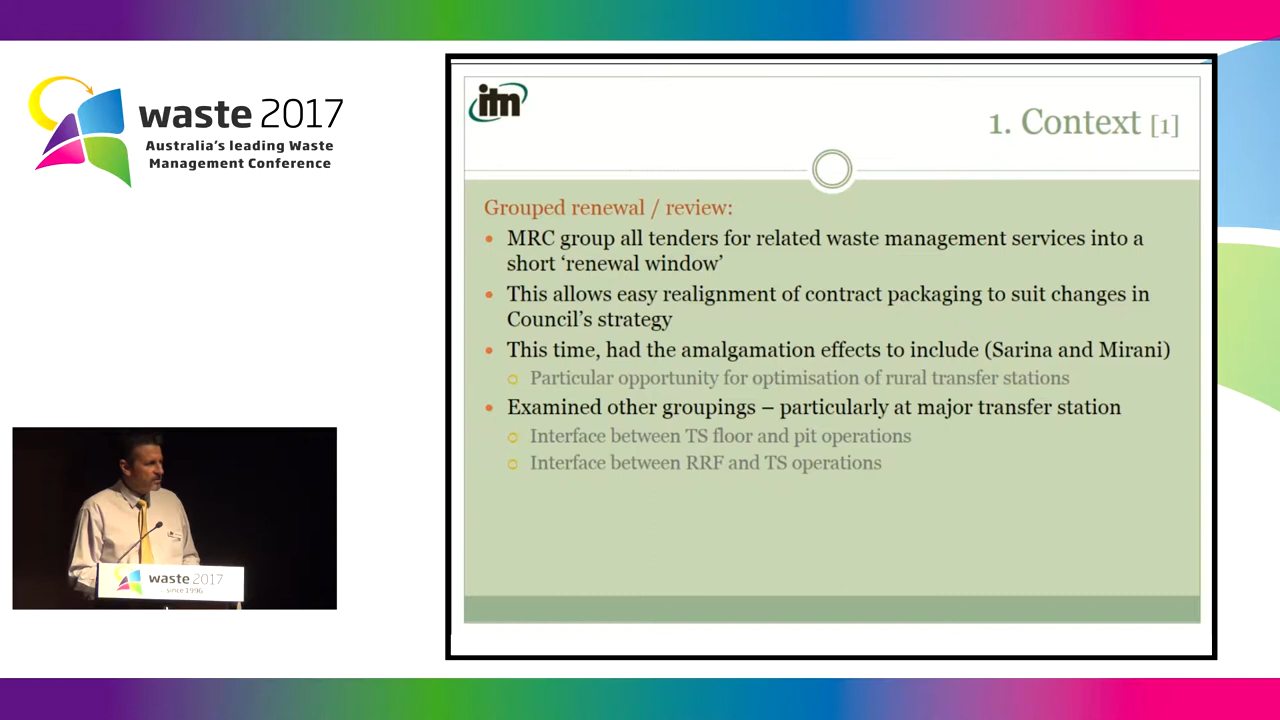 waste 2017
Australia's leading Waste
Management Conference
itm
1. Context [1]
Grouped renewal / review:
• MRC group all tenders for related waste management services into a
short ‘renewal window’
• This allows easy realignment of contract packaging to suit changes in
Council’s strategy
• This time, had the amalgamation effects to include (Sarina and Mirani)
○ Particular opportunity for optimisation of rural transfer stations
• Examined other groupings – particularly at major transfer station
○ Interface between TS floor and pit operations
○ Interface between RRF and TS operations
waste 2017
since 1996